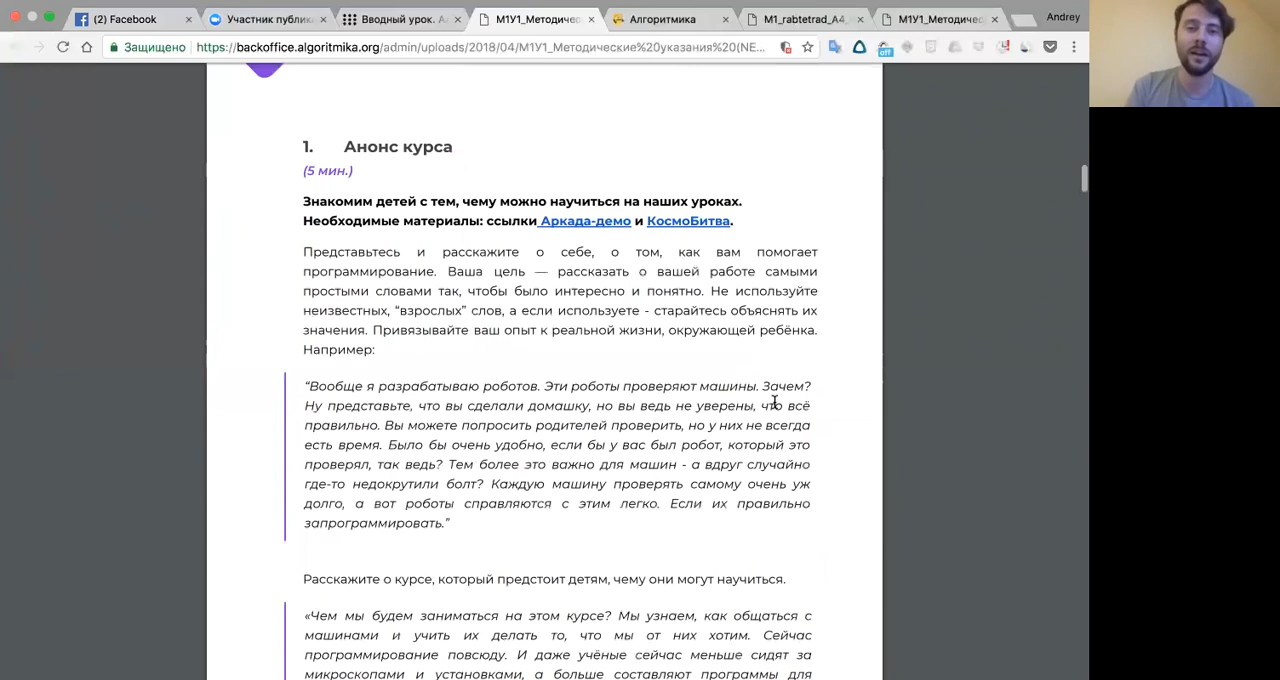 (2) Facebook
Участник публик
Вводный урок. А
М1У1_Методичес
Алгоритмика
M1_rabtetrad_A4_
М1У1_Методичес
Andrey
Защищено
https://backoffice.algoritmika.org/admin/uploads/2018/04/М1У1_Методические%20указания%20(NE...
off
1. Анонс курса
(5 мин.)
Знакомим детей с тем, чему можно научиться на наших уроках.
Необходимые материалы: ссылки Аркада-демо и КосмоБитва.
Представьтесь и расскажите о себе, о том, как вам помогает
программирование. Ваша цель — рассказать о вашей работе самыми
простыми словами так, чтобы было интересно и понятно. Не используйте
неизвестных, “взрослых” слов, а если используете - старайтесь объяснять их
значения. Привязывайте ваш опыт к реальной жизни, окружающей ребёнка.
Например:
“Вообще я разрабатываю роботов. Эти роботы проверяют машины. Зачем?
Ну представьте, что вы сделали домашку, но вы ведь не уверены, что всё
правильно. Вы можете попросить родителей проверить, но у них не всегда
есть время. Было бы очень удобно, если бы у вас был робот, который это
проверял, так ведь? Тем более это важно для машин - а вдруг случайно
где-то недокрутили болт? Каждую машину проверять самому очень уж
долго, а вот роботы справляются с этим легко. Если их правильно
запрограммировать.”
Расскажите о курсе, который предстоит детям, чему они могут научиться.
«Чем мы будем заниматься на этом курсе? Мы узнаем, как общаться с
машинами и учить их делать то, что мы от них хотим. Сейчас
программирование повсюду. И даже учёные сейчас меньше сидят за
микроскопами и установками, а больше составляют программы для